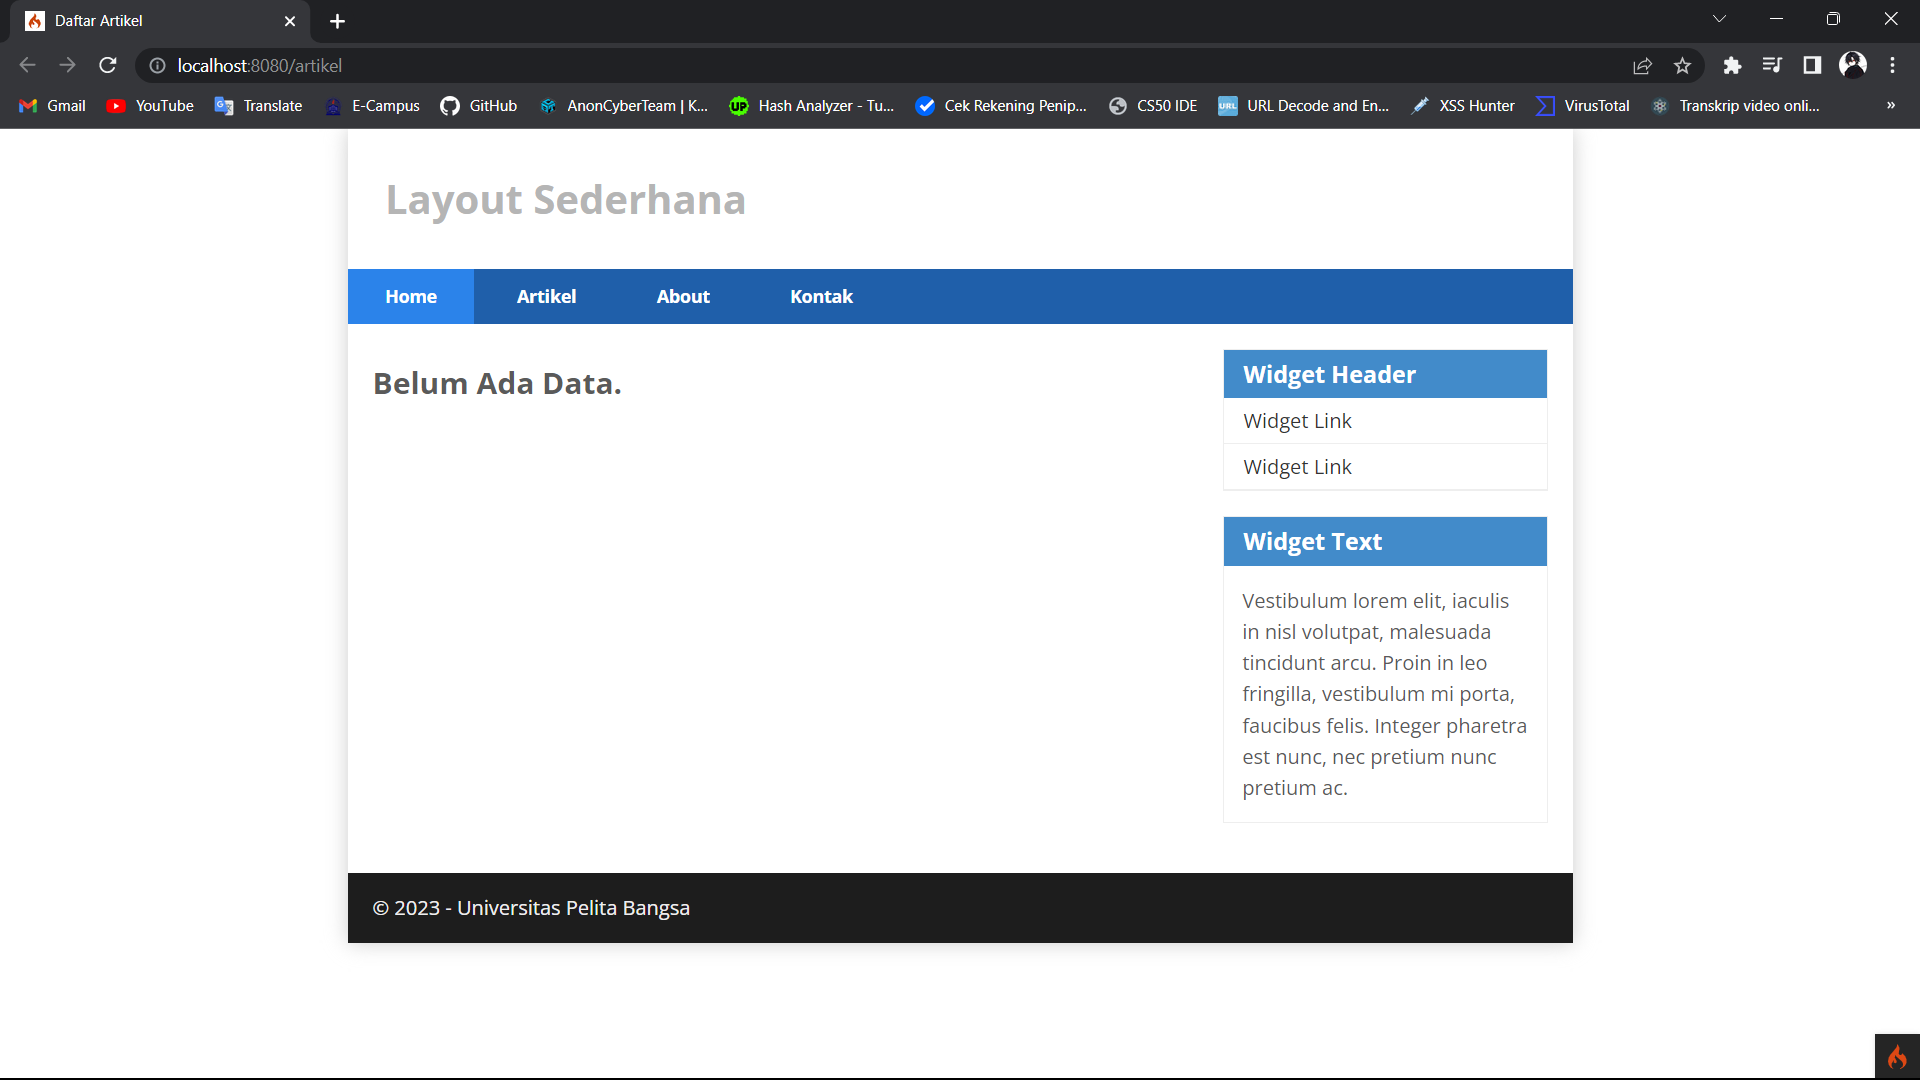 Daftar Artikel
localhost:8080/artikel
Gmail
YouTube
Translate
E-Campus
GitHub
AnonCyberTeam | K...
Hash Analyzer - Tu...
Cek Rekening Penip...
CS50 IDE
URL Decode and En...
XSS Hunter
VirusTotal
Transkrip video onli...
»
Layout Sederhana
Home
Artikel
About
Kontak
Belum Ada Data.
Widget Header
Widget Link
Widget Link
Widget Text
Vestibulum lorem elit, iaculis
in nisl volutpat, malesuada
tincidunt arcu. Proin in leo
fringilla, vestibulum mi porta,
faucibus felis. Integer pharetra
est nunc, nec pretium nunc
pretium ac.
© 2023 - Universitas Pelita Bangsa